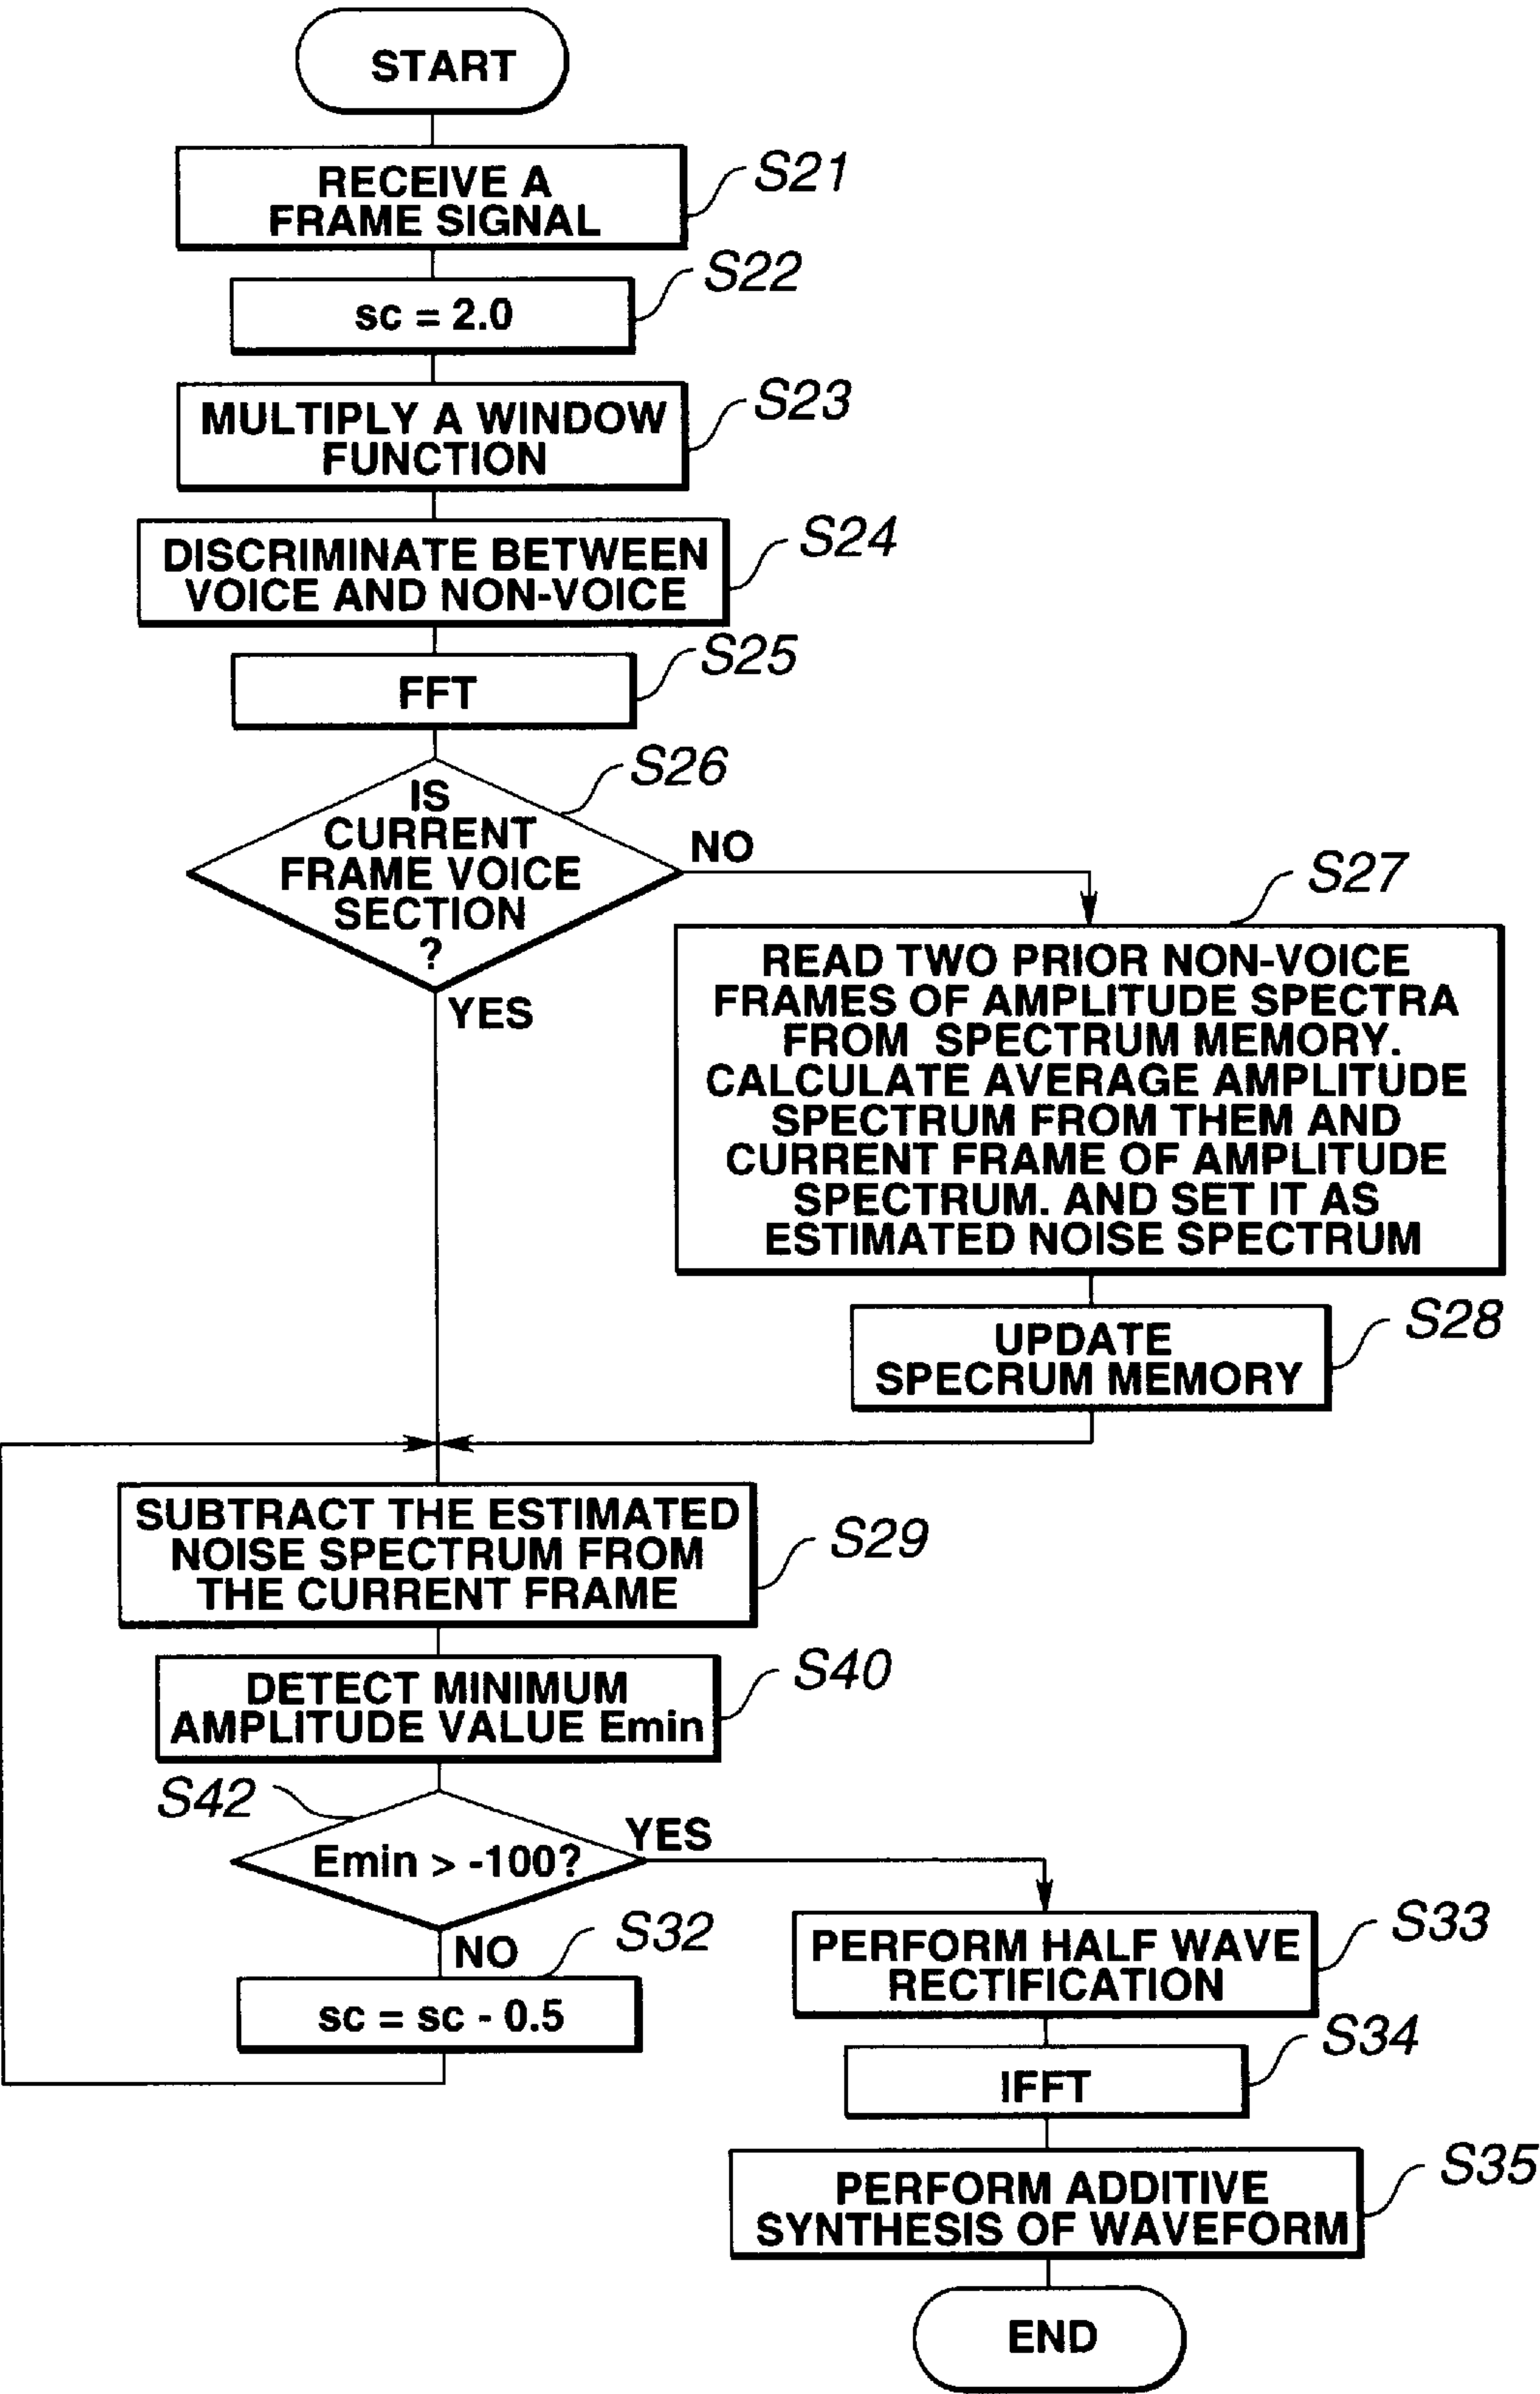 START
RECEIVE A
FRAME SIGNAL
S21
sc = 2.0
S22
MULTIPLY A WINDOW
FUNCTION
S23
DISCRIMINATE BETWEEN
VOICE AND NON-VOICE
S24
FFT
S25
IS
CURRENT
FRAME VOICE
SECTION
?
S26
NO
YES
S27
READ TWO PRIOR NON-VOICE
FRAMES OF AMPLITUDE SPECTRA
FROM SPECTRUM MEMORY.
CALCULATE AVERAGE AMPLITUDE
SPECTRUM FROM THEM AND
CURRENT FRAME OF AMPLITUDE
SPECTRUM. AND SET IT AS
ESTIMATED NOISE SPECTRUM
UPDATE
SPECRUM MEMORY
S28
SUBTRACT THE ESTIMATED
NOISE SPECTRUM FROM
THE CURRENT FRAME
S29
DETECT MINIMUM
AMPLITUDE VALUE Emin
S40
S42
Emin > -100?
YES
NO
S32
sc = sc - 0.5
PERFORM HALF WAVE
RECTIFICATION
S33
IFFT
S34
PERFORM ADDITIVE
SYNTHESIS OF WAVEFORM
S35
END